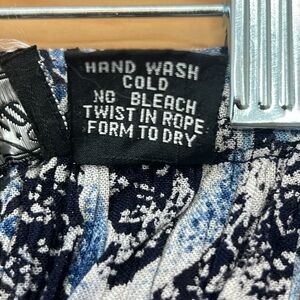 HAND WASH
COLD
NO BLEACH
TWIST IN ROPE
FORM TO DRY